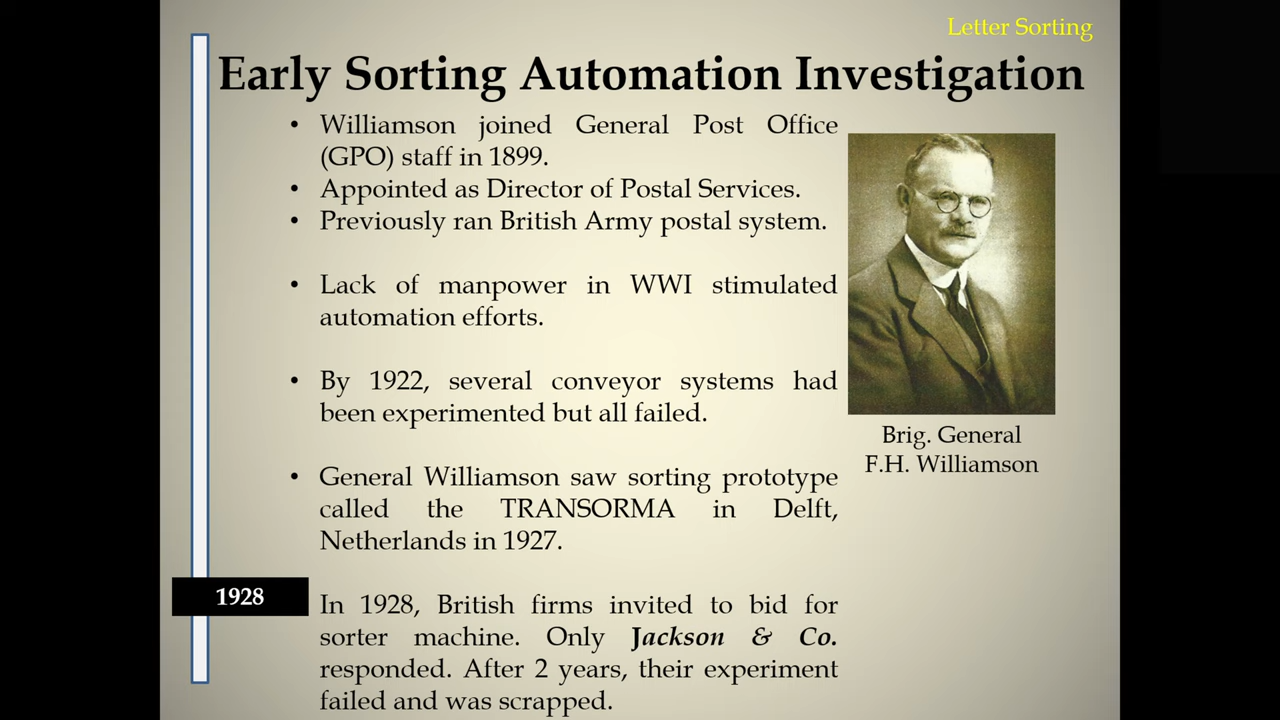 Letter Sorting
Early Sorting Automation Investigation
• Williamson joined General Post Office
(GPO) staff in 1899.
• Appointed as Director of Postal Services.
• Previously ran British Army postal system.
• Lack of manpower in WWI stimulated
automation efforts.
• By 1922, several conveyor systems had
been experimented but all failed.
• General Williamson saw sorting prototype
called the TRANSORMA in Delft,
Netherlands in 1927.
In 1928, British firms invited to bid for
sorter machine. Only Jackson & Co.
responded. After 2 years, their experiment
failed and was scrapped.
Brig. General
F.H. Williamson
1928